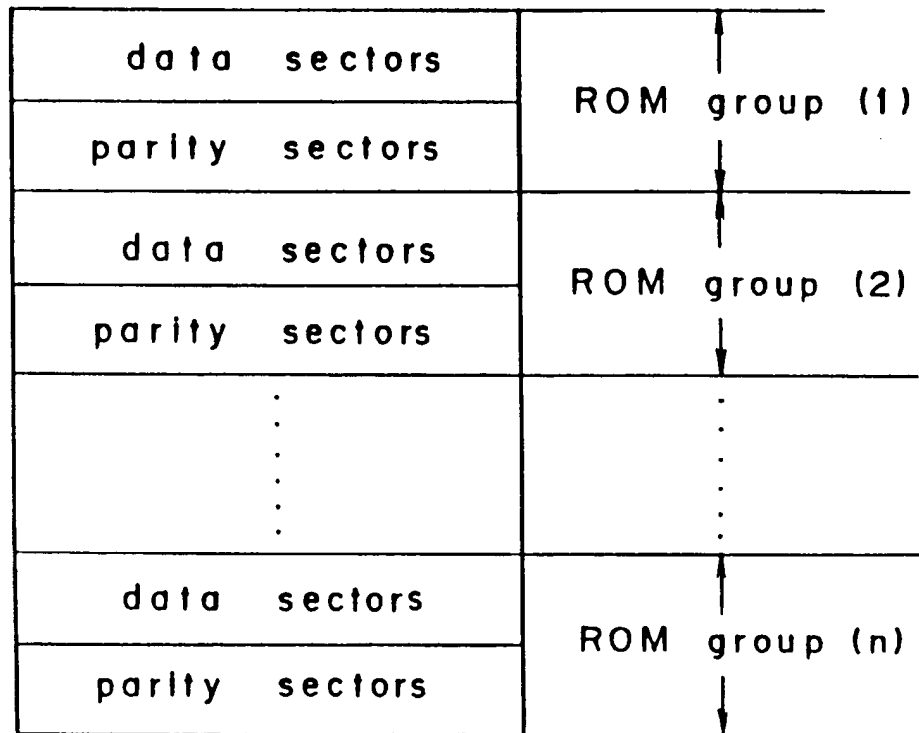 data sectors
ROM group (1)
parity sectors
data sectors
ROM group (2)
parity sectors
data sectors
ROM group (n)
parity sectors